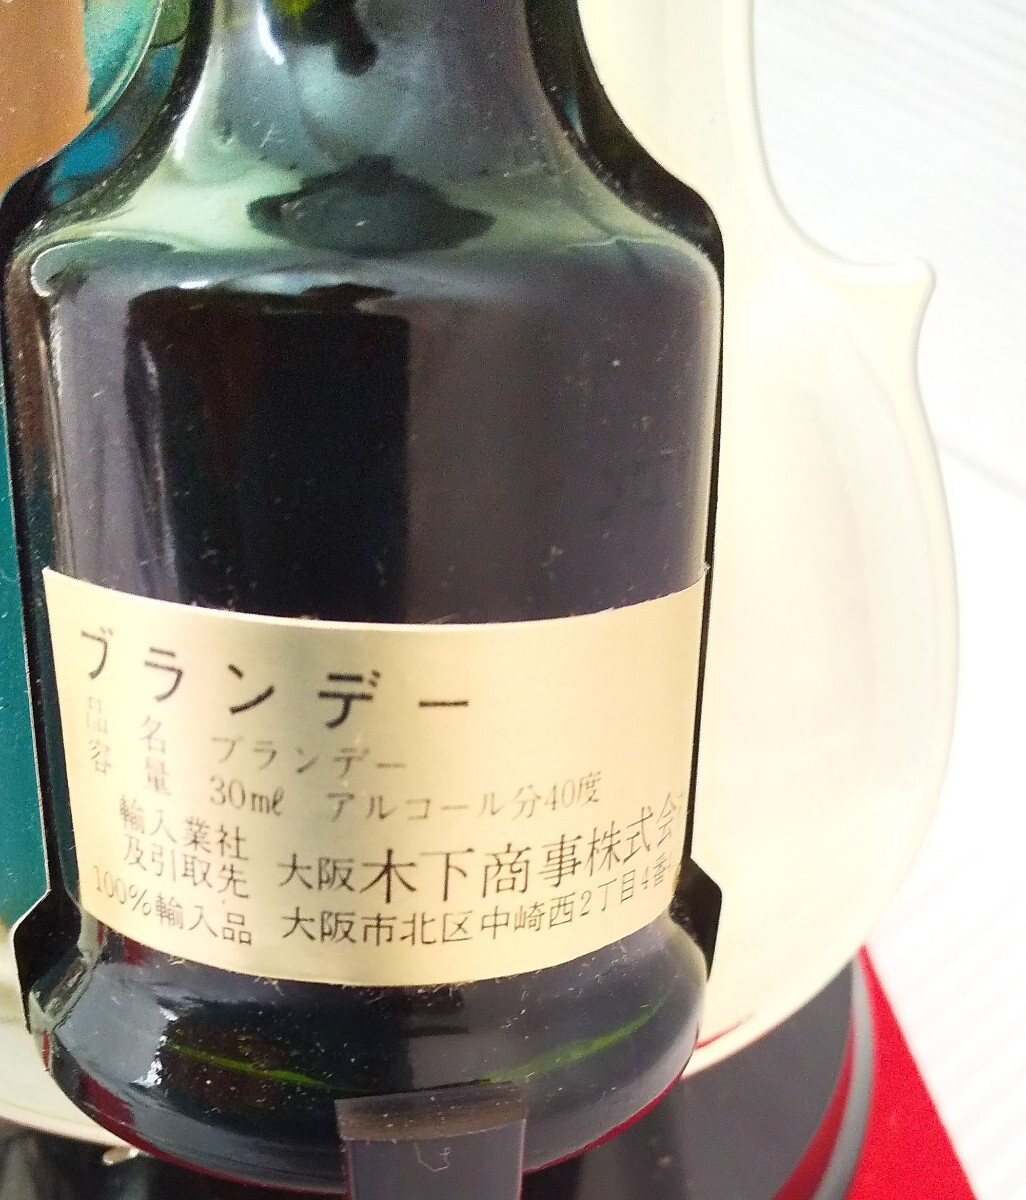 ブランデー
品名 ブランデー
容量 30ml アルコール分40度
輸入業社
及引取先 大阪 木下商事株式会
100%輸入品 大阪市北区中崎西2丁目4番